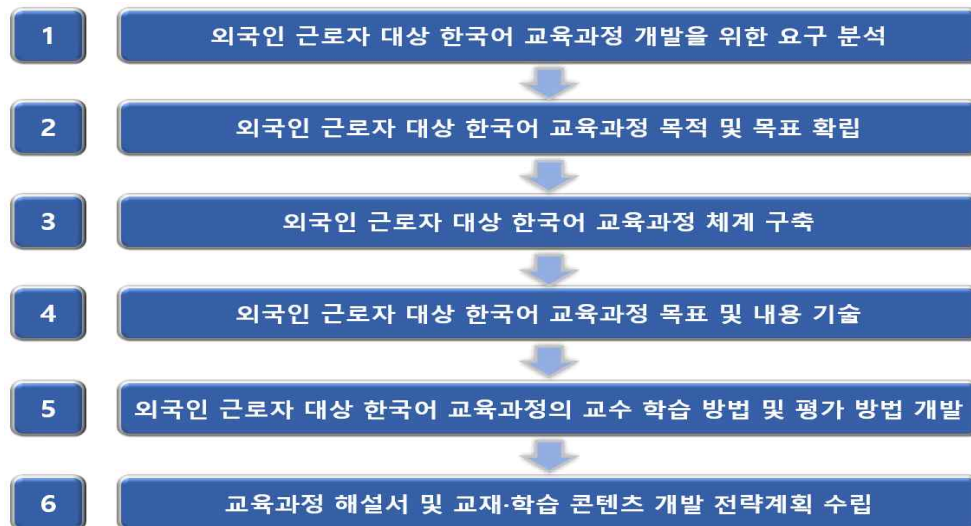 1 외국인 근로자 대상 한국어 교육과정 개발을 위한 요구 분석
2 외국인 근로자 대상 한국어 교육과정 목적 및 목표 확립
3 외국인 근로자 대상 한국어 교육과정 체계 구축
4 외국인 근로자 대상 한국어 교육과정 목표 및 내용 기술
5 외국인 근로자 대상 한국어 교육과정의 교수 학습 방법 및 평가 방법 개발
6 교육과정 해설서 및 교재·학습 콘텐츠 개발 전략계획 수립